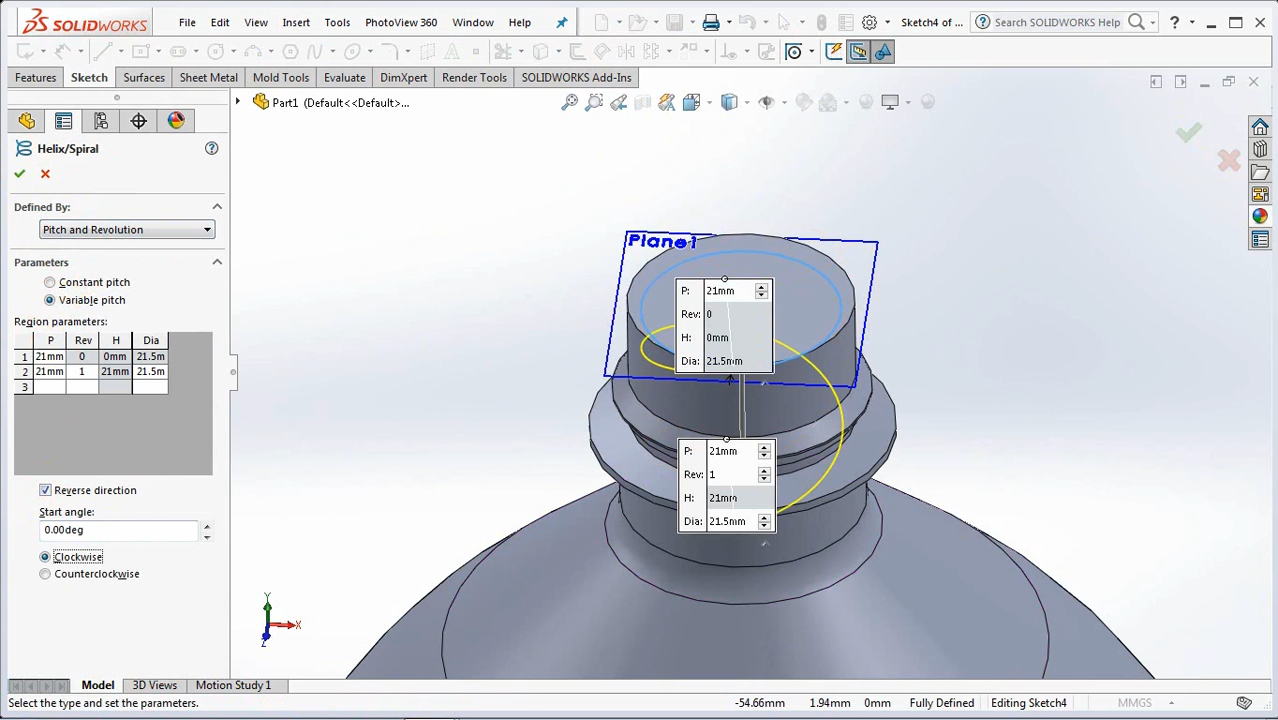 SOLIDWORKS File Edit View Insert Tools PhotoView 360 Window Help Sketch4 of ... Search SOLIDWORKS Help ?
Features Sketch Surfaces Sheet Metal Mold Tools Evaluate DimXpert Render Tools SOLIDWORKS Add-Ins
Part1 (Default<<Default>...
Helix/Spiral
Defined By:
Pitch and Revolution
Parameters
Constant pitch
Variable pitch
Region parameters:
P Rev H Dia
1 21mm 0 0mm 21.5m
2 21mm 1 21mm 21.5m
3
Reverse direction
Start angle:
0.00deg
Clockwise
Counterclockwise
Plane1
P: 21mm
Rev: 0
H: 0mm
Dia: 21.5mm
P: 21mm
Rev: 1
H: 21mm
Dia: 21.5mm
Y
X
Z
Model 3D Views Motion Study 1
Select the type and set the parameters. -54.66mm 1.94mm 0mm Fully Defined Editing Sketch4 MMGS